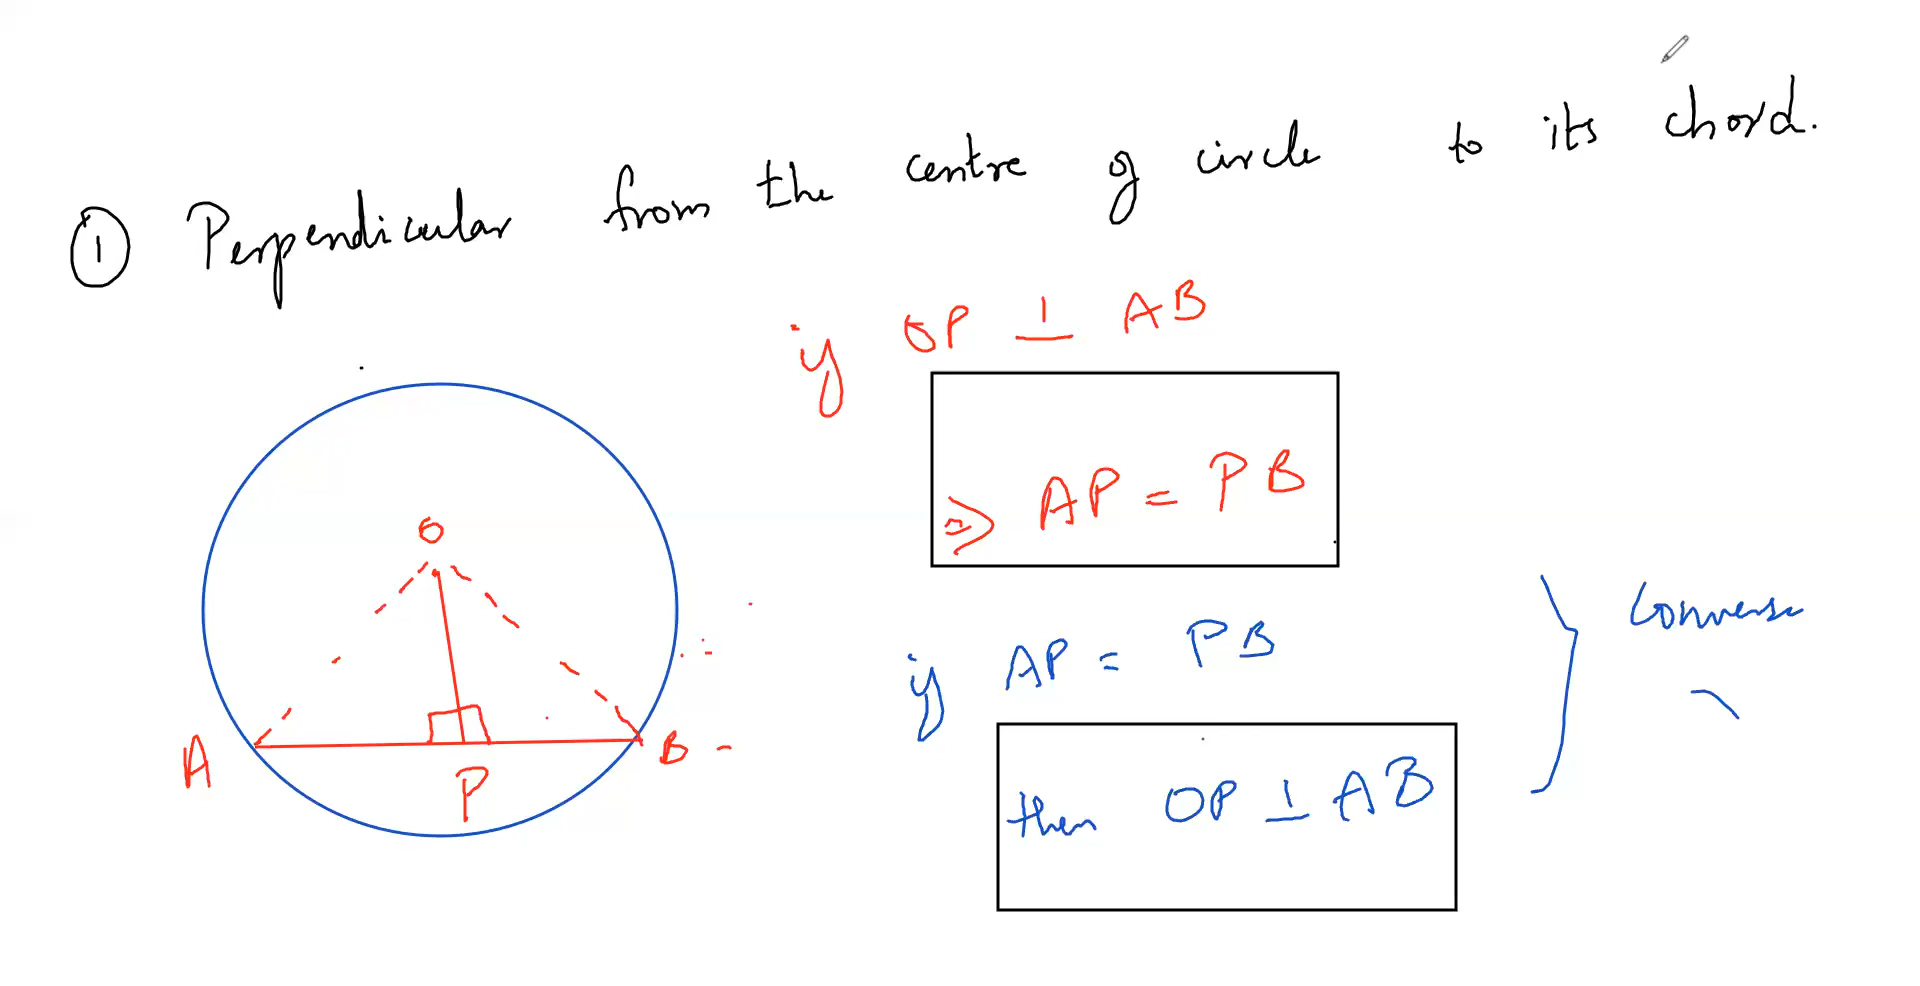 ① Perpendicular from the centre of circle to its chord.
if OP ⊥ AB
⇒ AP = PB
O
A
B
P
if AP = PB
then OP ⊥ AB
Converse